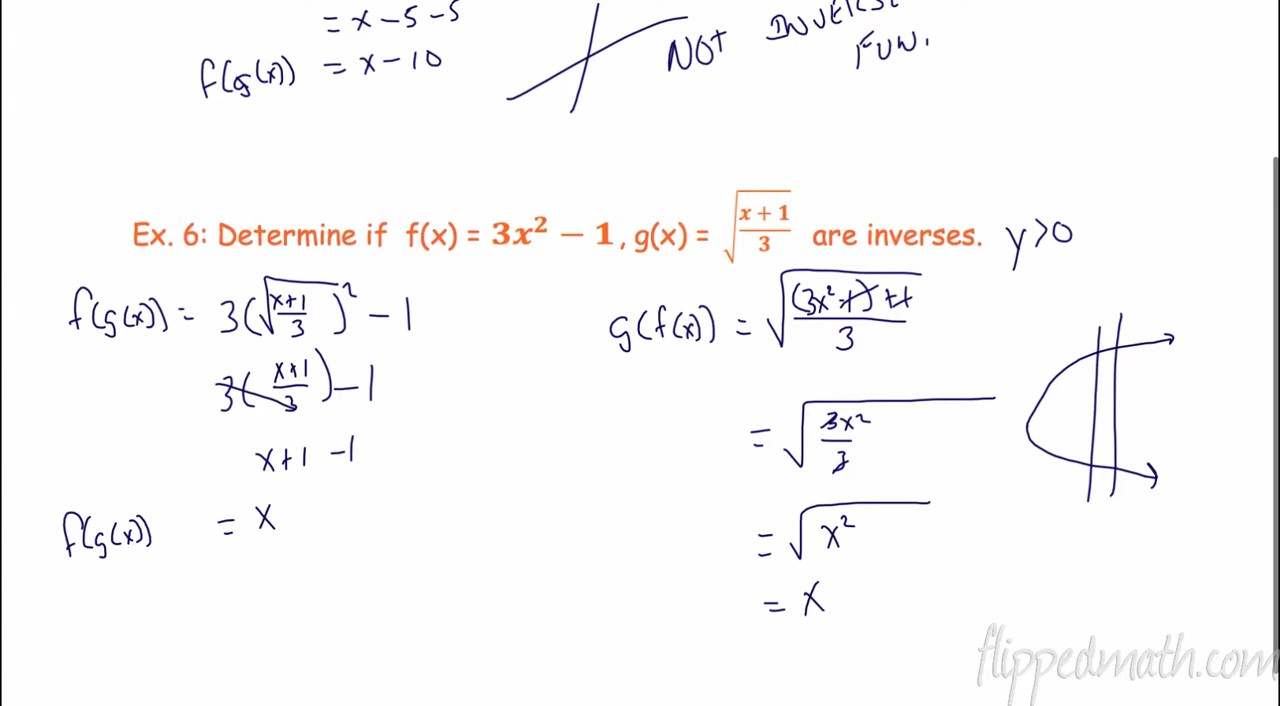 = x - 5 - 5
f(g(x)) = x - 10
NOT INVERSE FUN.
Ex. 6: Determine if f(x) = 3x² − 1, g(x) = √((x + 1)/3) are inverses. y>0
f(g(x)) = 3(√((x+1)/3))² - 1
3((x+1)/3) - 1
x+1 -1
f(g(x)) = x
g(f(x)) = √(((3x²-1)+1)/3)
= √(3x²/3)
= √x²
= x
flippedmath.com